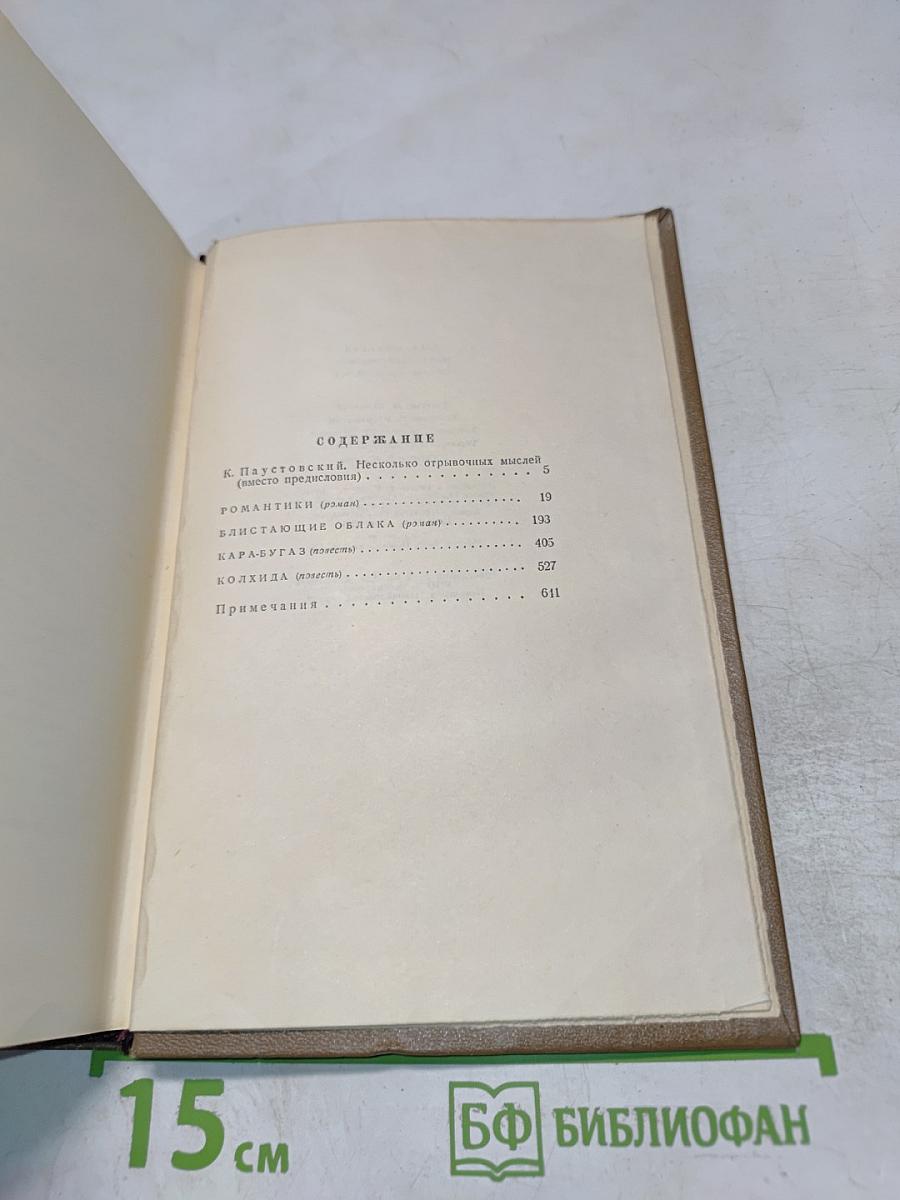 СОДЕРЖАНИЕ
К. Паустовский. Несколько отрывочных мыслей
(вместо предисловия) . . . . . . . . . . . . . . 5
РОМАНТИКИ (роман) . . . . . . . . . . . . . . . . . . . . 19
БЛИСТАЮЩИЕ ОБЛАКА (роман) . . . . . . . . . . 193
КАРА-БУГАЗ (повесть) . . . . . . . . . . . . . . . . . . . . 405
КОЛХИДА (повесть) . . . . . . . . . . . . . . . . . . . . . . 527
Примечания . . . . . . . . . . . . . . . . 611
15 см
БФ БИБЛИОФАН